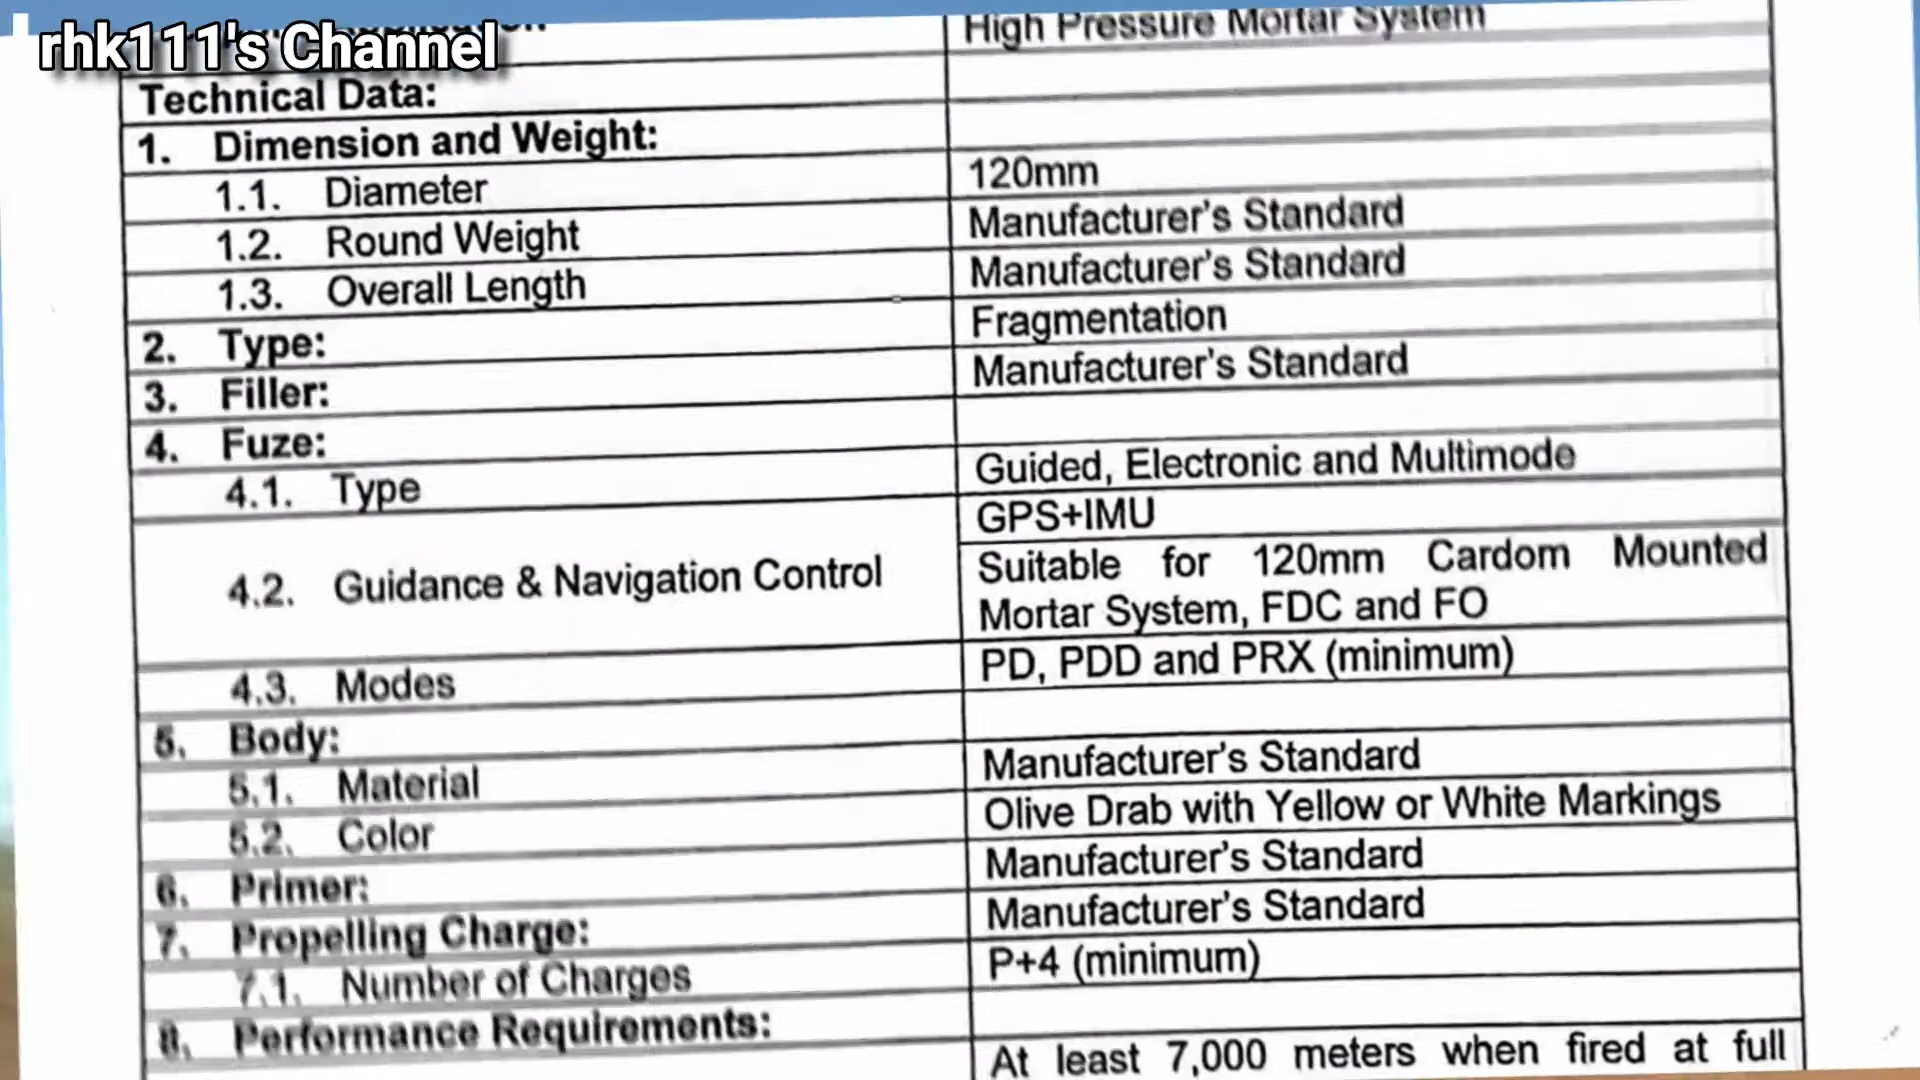 rhk111's Channel
High Pressure Mortar System
Technical Data:
1. Dimension and Weight:
1.1. Diameter 120mm
1.2. Round Weight Manufacturer's Standard
1.3. Overall Length Manufacturer's Standard
2. Type: Fragmentation
3. Filler: Manufacturer's Standard
4. Fuze:
4.1. Type Guided, Electronic and Multimode
4.2. Guidance & Navigation Control GPS+IMU
Suitable for 120mm Cardom Mounted
Mortar System, FDC and FO
4.3. Modes PD, PDD and PRX (minimum)
5. Body:
5.1. Material Manufacturer's Standard
5.2. Color Olive Drab with Yellow or White Markings
6. Primer: Manufacturer's Standard
7. Propelling Charge: Manufacturer's Standard
7.1. Number of Charges P+4 (minimum)
8. Performance Requirements:
At least 7,000 meters when fired at full